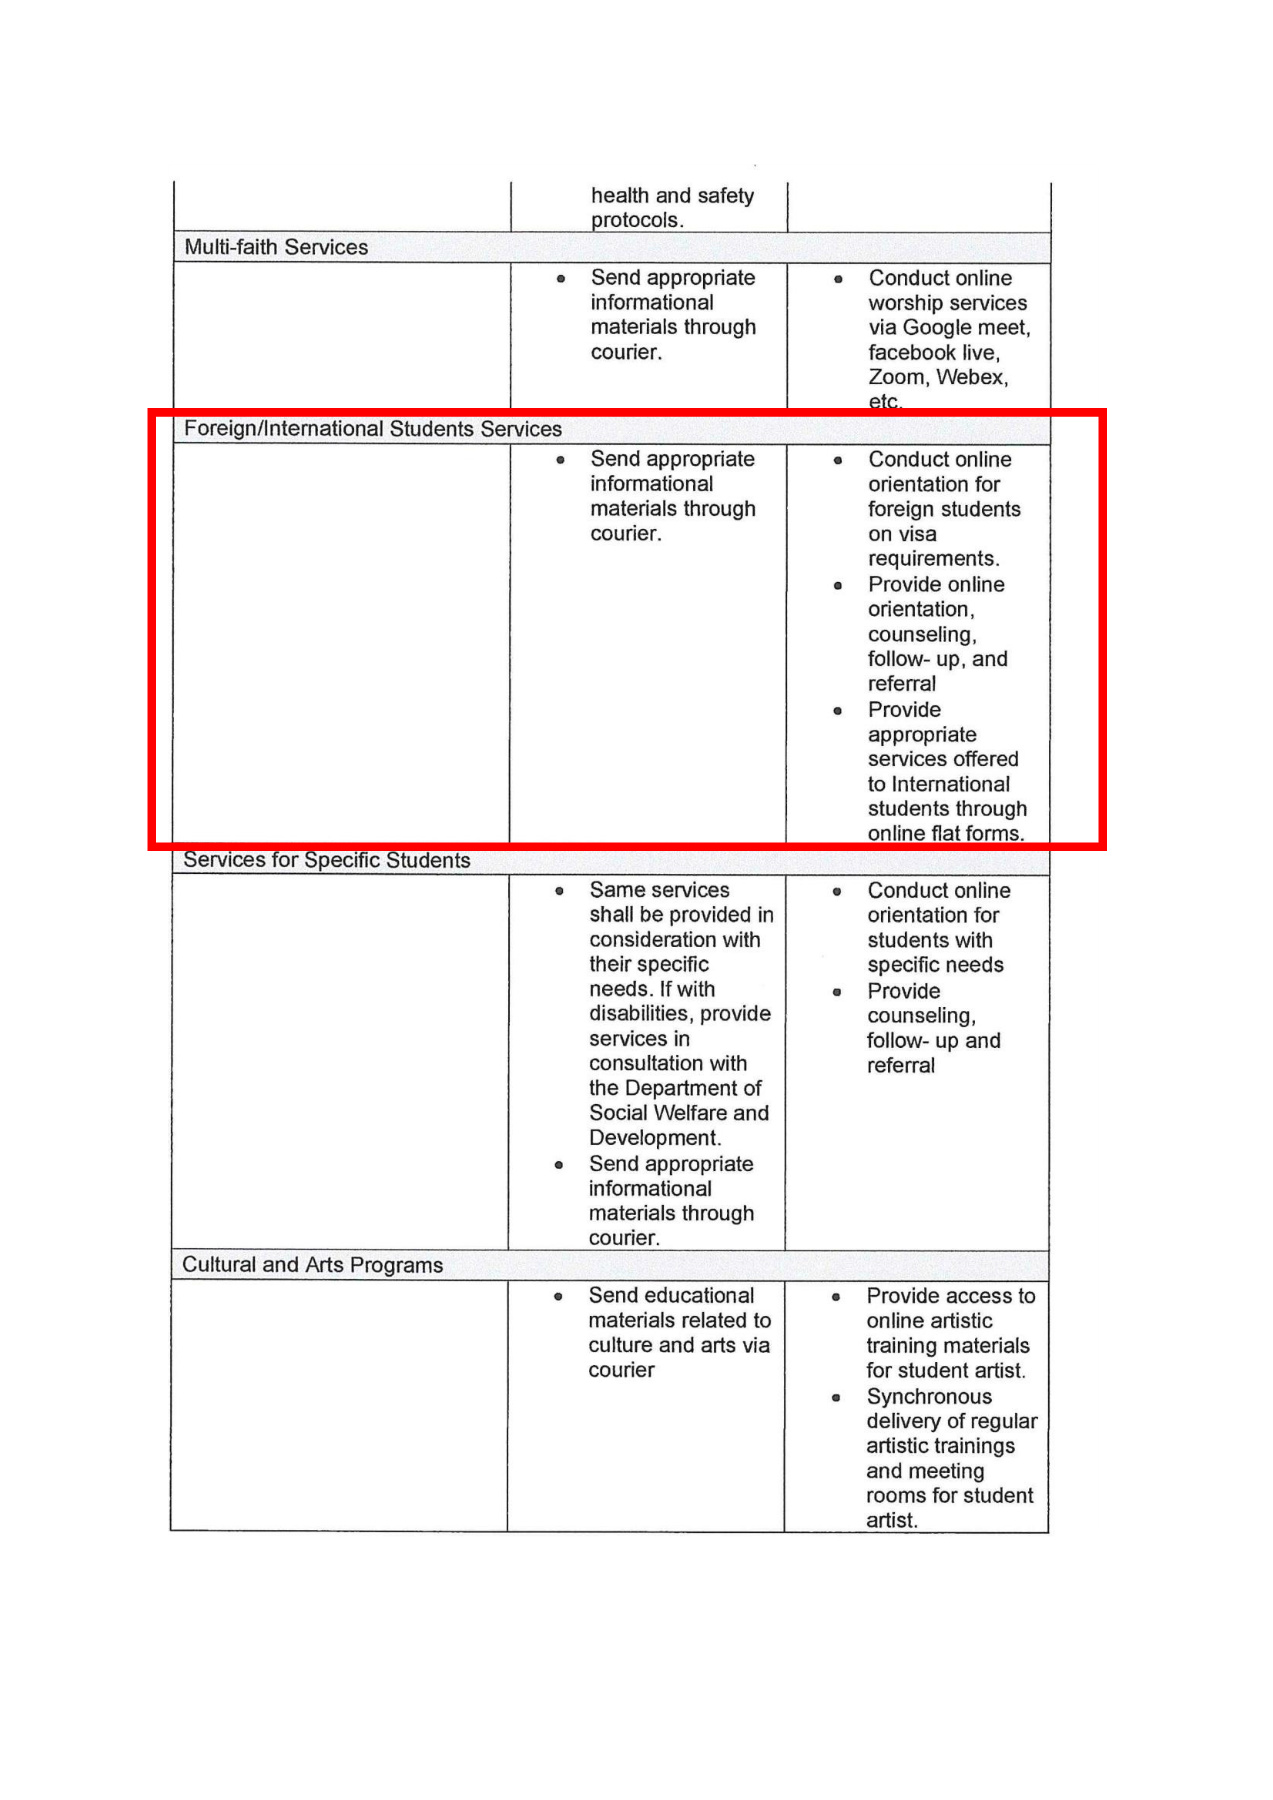 health and safety
protocols.
Multi-faith Services
• Send appropriate
informational
materials through
courier.
• Conduct online
worship services
via Google meet,
facebook live,
Zoom, Webex,
etc.
Foreign/International Students Services
• Send appropriate
informational
materials through
courier.
• Conduct online
orientation for
foreign students
on visa
requirements.
• Provide online
orientation,
counseling,
follow- up, and
referral
• Provide
appropriate
services offered
to International
students through
online flat forms.
Services for Specific Students
• Same services
shall be provided in
consideration with
their specific
needs. If with
disabilities, provide
services in
consultation with
the Department of
Social Welfare and
Development.
• Send appropriate
informational
materials through
courier.
• Conduct online
orientation for
students with
specific needs
• Provide
counseling,
follow- up and
referral
Cultural and Arts Programs
• Send educational
materials related to
culture and arts via
courier
• Provide access to
online artistic
training materials
for student artist.
• Synchronous
delivery of regular
artistic trainings
and meeting
rooms for student
artist.